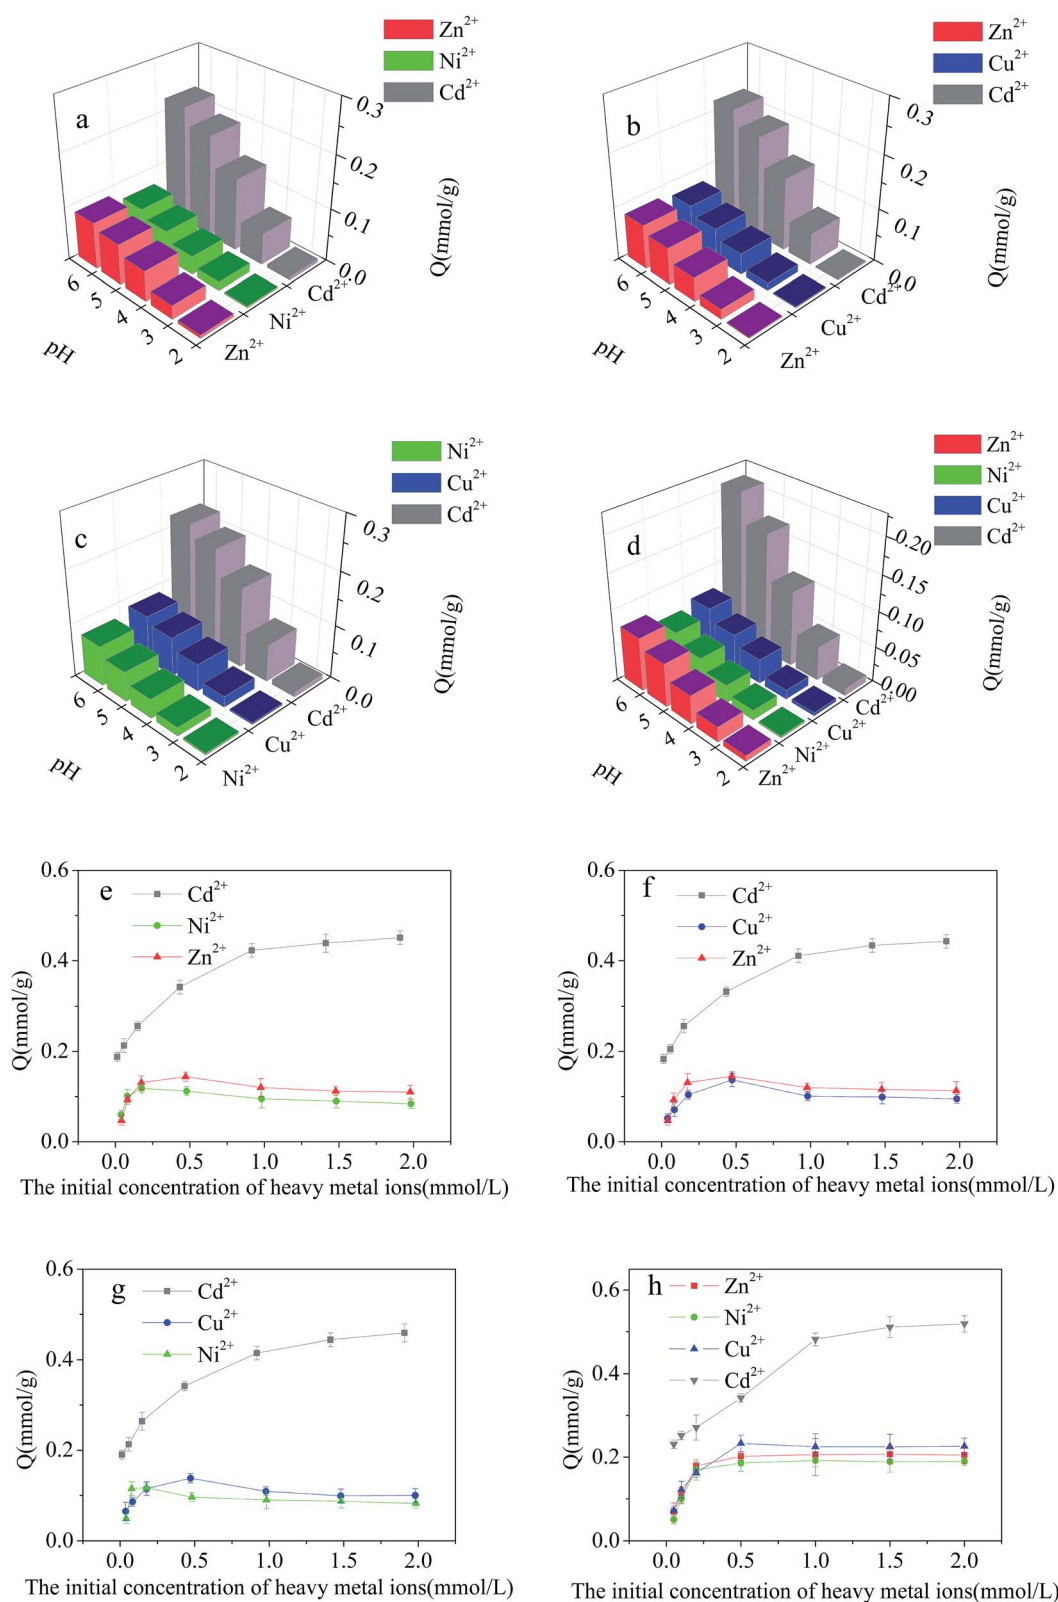 a
Zn²⁺
Ni²⁺
Cd²⁺
0.3
0.2
0.1
0.0
Q(mmol/g)
6
5
4
3
2
pH
Cd²⁺
Ni²⁺
Zn²⁺
b
Zn²⁺
Cu²⁺
Cd²⁺
0.3
0.2
0.1
0.0
Q(mmol/g)
6
5
4
3
2
pH
Cd²⁺
Cu²⁺
Zn²⁺
c
Ni²⁺
Cu²⁺
Cd²⁺
0.3
0.2
0.1
0.0
Q(mmol/g)
6
5
4
3
2
pH
Cd²⁺
Cu²⁺
Ni²⁺
d
Zn²⁺
Ni²⁺
Cu²⁺
Cd²⁺
0.20
0.15
0.10
0.05
0.00
Q(mmol/g)
6
5
4
3
2
pH
Cd²⁺
Cu²⁺
Ni²⁺
Zn²⁺
e
Cd²⁺
Ni²⁺
Zn²⁺
0.6
0.4
0.2
0.0
Q(mmol/g)
0.0 0.5 1.0 1.5 2.0
The initial concentration of heavy metal ions(mmol/L)
f
Cd²⁺
Cu²⁺
Zn²⁺
0.6
0.4
0.2
0.0
Q(mmol/g)
0.0 0.5 1.0 1.5 2.0
The initial concentration of heavy metal ions(mmol/L)
g
Cd²⁺
Cu²⁺
Ni²⁺
0.6
0.4
0.2
0.0
Q(mmol/g)
0.0 0.5 1.0 1.5 2.0
The initial concentration of heavy metal ions(mmol/L)
h
Zn²⁺
Ni²⁺
Cu²⁺
Cd²⁺
0.6
0.4
0.2
0.0
Q(mmol/g)
0.0 0.5 1.0 1.5 2.0
The initial concentration of heavy metal ions(mmol/L)